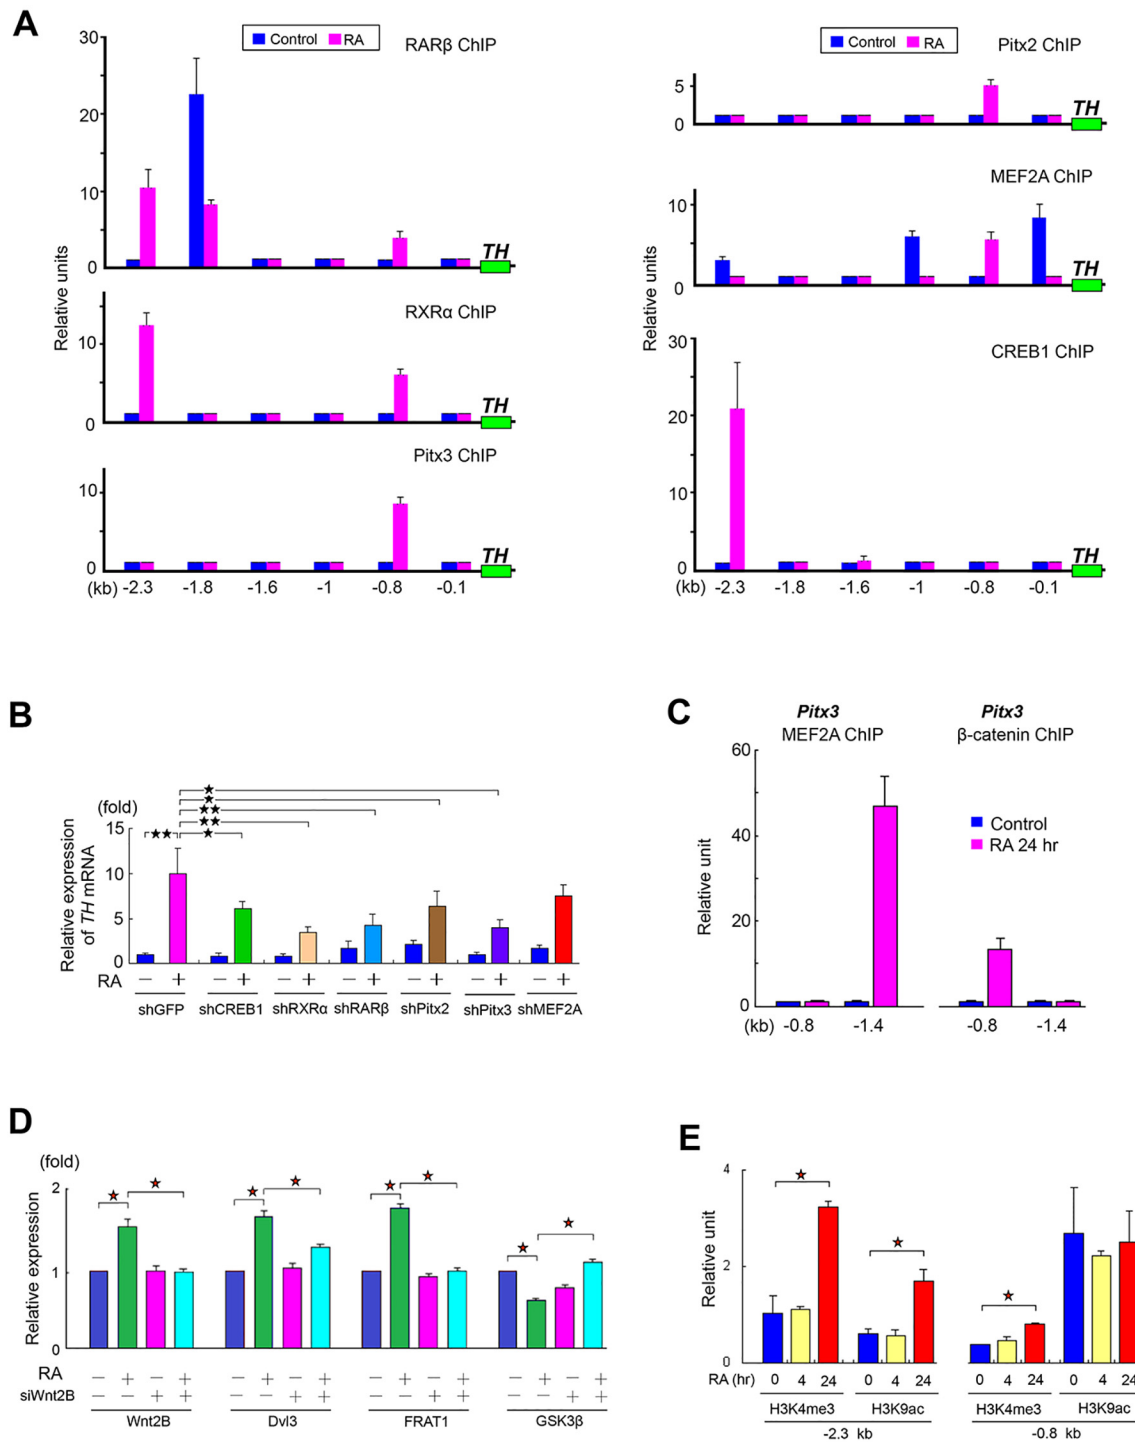 A
Control RA
RARβ ChIP
30
20
10
0
TH
RXRα ChIP
10
0
TH
Pitx3 ChIP
10
0
TH
Relative units
(kb) -2.3 -1.8 -1.6 -1 -0.8 -0.1
Control RA
Pitx2 ChIP
5
0
TH
MEF2A ChIP
10
0
TH
CREB1 ChIP
30
20
10
0
TH
Relative units
(kb) -2.3 -1.8 -1.6 -1 -0.8 -0.1
B
(fold)
15
10
5
0
Relative expression
of TH mRNA
RA − + − + − + − + − + − + − +
shGFP shCREB1 shRXRα shRARβ shPitx2 shPitx3 shMEF2A
C
Pitx3 Pitx3
MEF2A ChIP β-catenin ChIP
60
40
20
0
Relative unit
Control
RA 24 hr
(kb) -0.8 -1.4 -0.8 -1.4
D
(fold)
2
1
0
Relative expression
RA − + − + − + − + − + − + − + − +
siWnt2B − − + + − − + + − − + + − − + +
Wnt2B Dvl3 FRAT1 GSK3β
E
4
2
0
Relative unit
RA (hr) 0 4 24 0 4 24 0 4 24 0 4 24
H3K4me3 H3K9ac H3K4me3 H3K9ac
-2.3 kb -0.8 kb